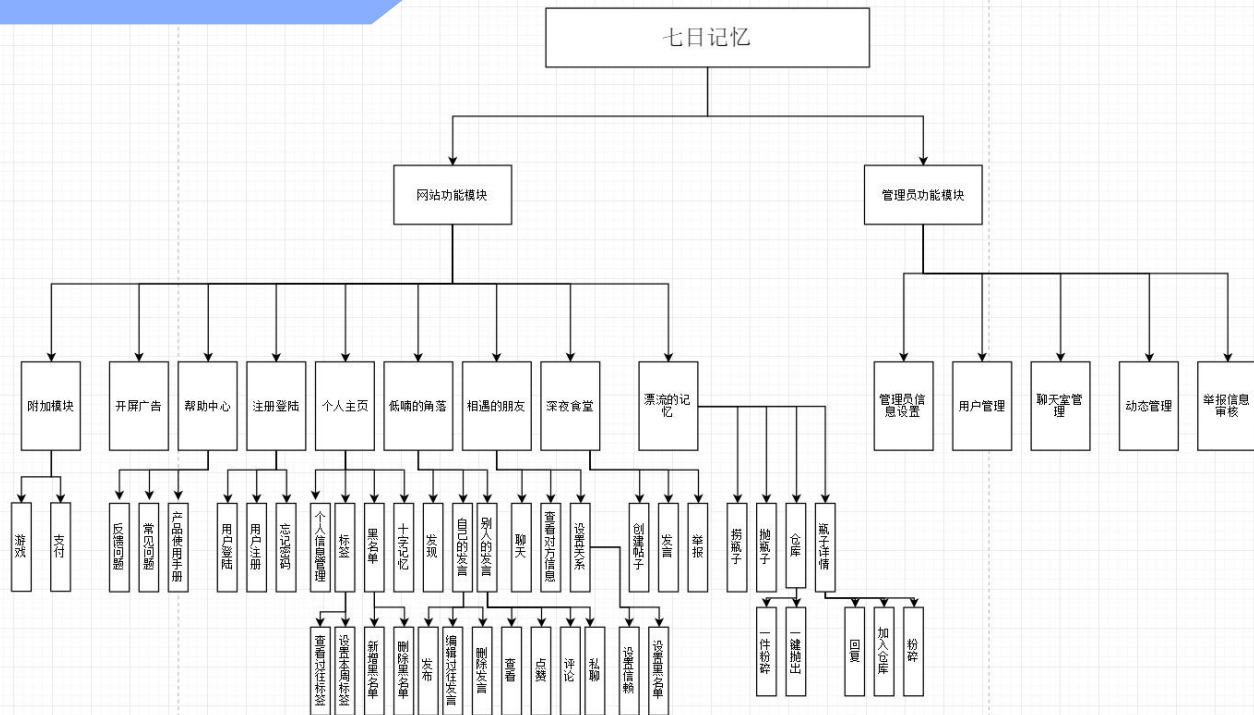 七日记忆
网站功能模块
管理员功能模块
附加模块
开屏广告
帮助中心
注册登陆
个人主页
低喃的角落
相遇的朋友
深夜食堂
漂流的记
忆
管理员信
息设置
用户管理
聊天室管
理
动态管理
举报信息
审核
游戏
支付
反馈问题
常见问题
产品使用手册
用户登陆
用户注册
忘记密码
个人信息管理
标签
黑名单
十字记忆
发现
自己的发言
别人的发言
聊天
查看对方信息
设置关系
创建帖子
发言
举报
捞瓶子
抛瓶子
仓库
瓶子详情
查看过往标签
设置本周标签
新增黑名单
删除黑名单
发布
编辑过往发言
删除发言
查看
点赞
评论
私聊
设置信赖
设置黑名单
一件粉碎
一键抛出
回复
加入仓库
粉碎